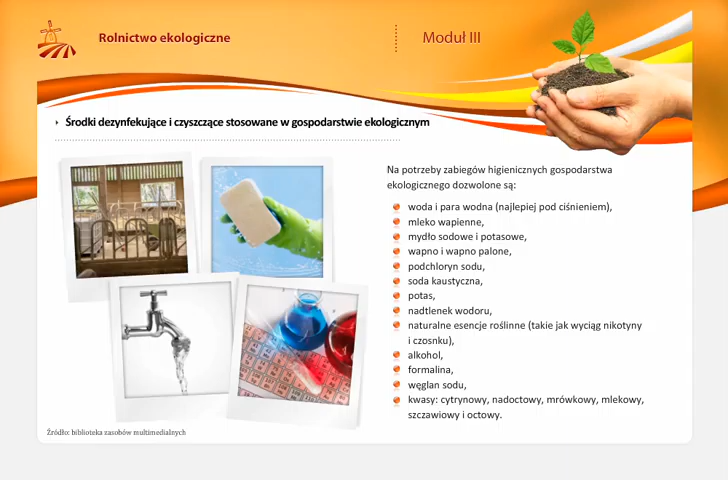 Rolnictwo ekologiczne
Moduł III
Środki dezynfekujące i czyszczące stosowane w gospodarstwie ekologicznym
Na potrzeby zabiegów higienicznych gospodarstwa
ekologicznego dozwolone są:
woda i para wodna (najlepiej pod ciśnieniem),
mleko wapienne,
mydło sodowe i potasowe,
wapno i wapno palone,
podchloryn sodu,
soda kaustyczna,
potas,
nadtlenek wodoru,
naturalne esencje roślinne (takie jak wyciąg nikotyny
i czosnku),
alkohol,
formalina,
węglan sodu,
kwasy: cytrynowy, nadoctowy, mrówkowy, mlekowy,
szczawiowy i octowy.
Źródło: biblioteka zasobów multimedialnych